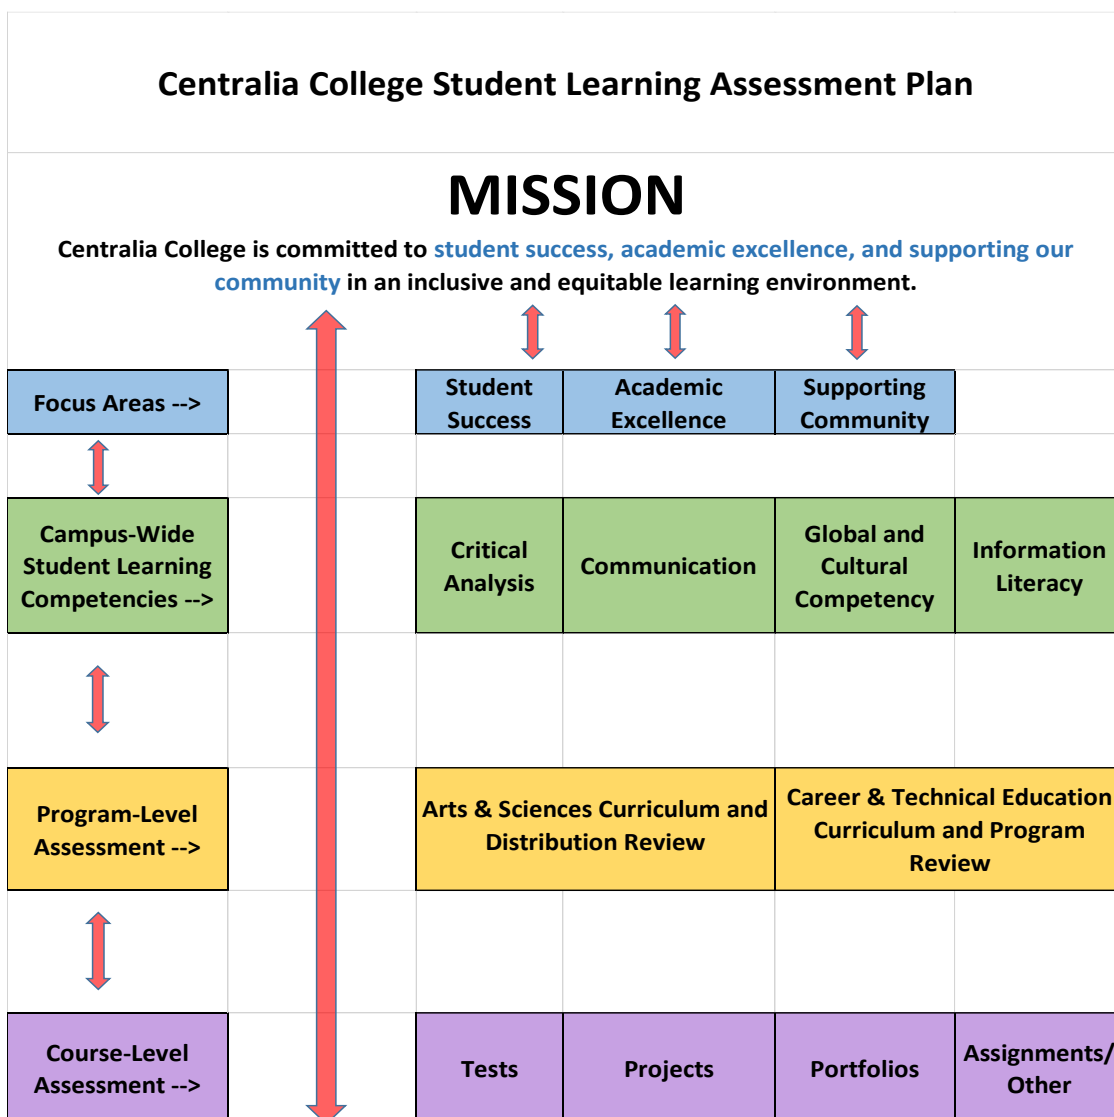 Centralia College Student Learning Assessment Plan
MISSION
Centralia College is committed to student success, academic excellence, and supporting our
community in an inclusive and equitable learning environment.
Focus Areas -->
Student
Success
Academic
Excellence
Supporting
Community
Campus-Wide
Student Learning
Competencies -->
Critical
Analysis
Communication
Global and
Cultural
Competency
Information
Literacy
Program-Level
Assessment -->
Arts & Sciences Curriculum and
Distribution Review
Career & Technical Education
Curriculum and Program
Review
Course-Level
Assessment -->
Tests
Projects
Portfolios
Assignments/
Other